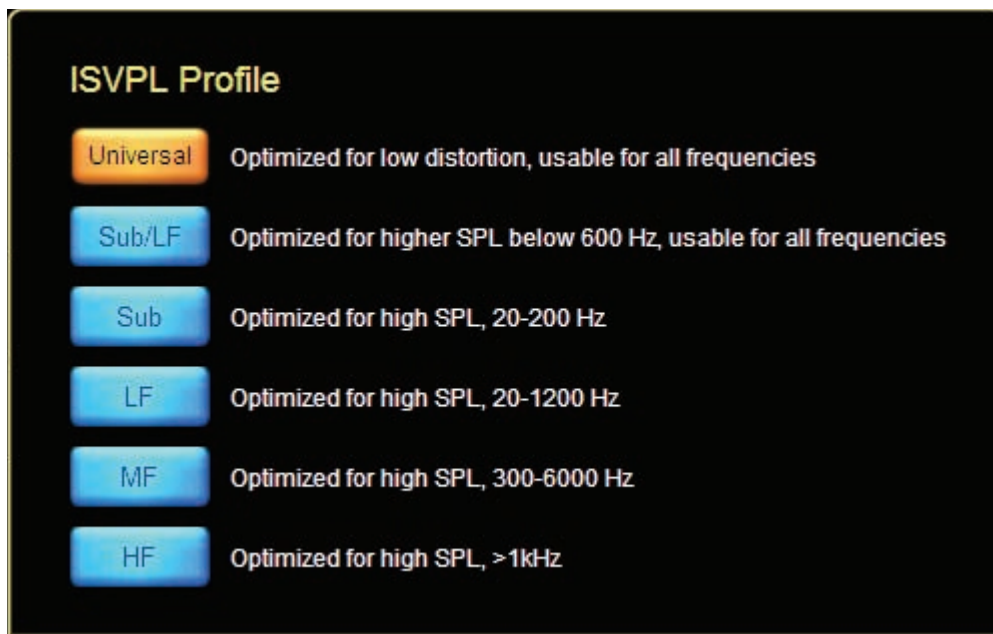 ISVPL Profile
Universal Optimized for low distortion, usable for all frequencies
Sub/LF Optimized for higher SPL below 600 Hz, usable for all frequencies
Sub Optimized for high SPL, 20-200 Hz
LF Optimized for high SPL, 20-1200 Hz
MF Optimized for high SPL, 300-6000 Hz
HF Optimized for high SPL, >1kHz